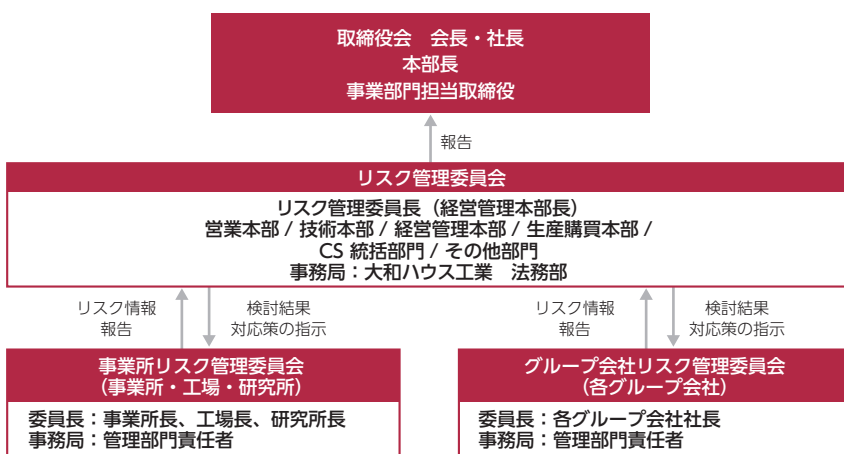 取締役会　会長・社長
本部長
事業部門担当取締役
報告
リスク管理委員会
リスク管理委員長（経営管理本部長）
営業本部 / 技術本部 / 経営管理本部 / 生産購買本部 /
CS 統括部門 / その他部門
事務局：大和ハウス工業　法務部
リスク情報
報告
検討結果
対応策の指示
リスク情報
報告
検討結果
対応策の指示
事業所リスク管理委員会
（事業所・工場・研究所）
委員長：事業所長、工場長、研究所長
事務局：管理部門責任者
グループ会社リスク管理委員会
（各グループ会社）
委員長：各グループ会社社長
事務局：管理部門責任者